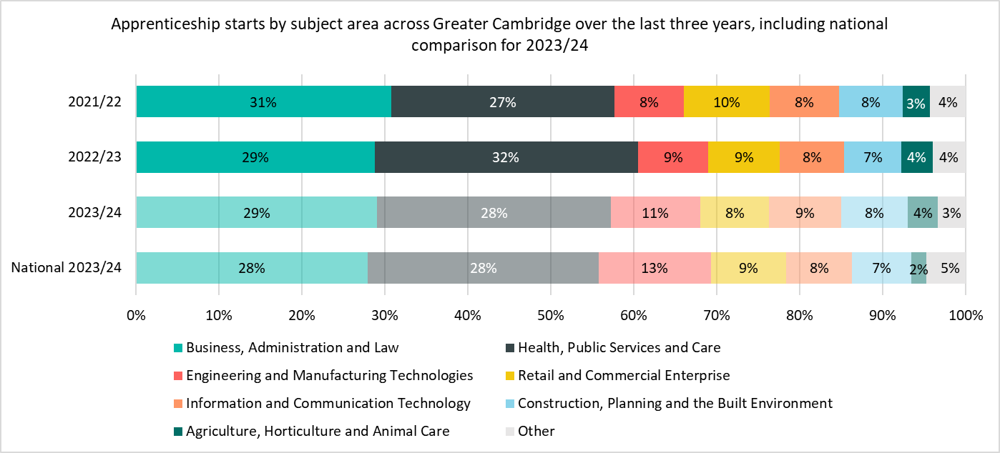 Apprenticeship starts by subject area across Greater Cambridge over the last three years, including national
comparison for 2023/24
2021/22 31% 27% 8% 10% 8% 8% 3% 4%
2022/23 29% 32% 9% 9% 8% 7% 4% 4%
2023/24 29% 28% 11% 8% 9% 8% 4% 3%
National 2023/24 28% 28% 13% 9% 8% 7% 2% 5%
0% 10% 20% 30% 40% 50% 60% 70% 80% 90% 100%
Business, Administration and Law Health, Public Services and Care
Engineering and Manufacturing Technologies Retail and Commercial Enterprise
Information and Communication Technology Construction, Planning and the Built Environment
Agriculture, Horticulture and Animal Care Other